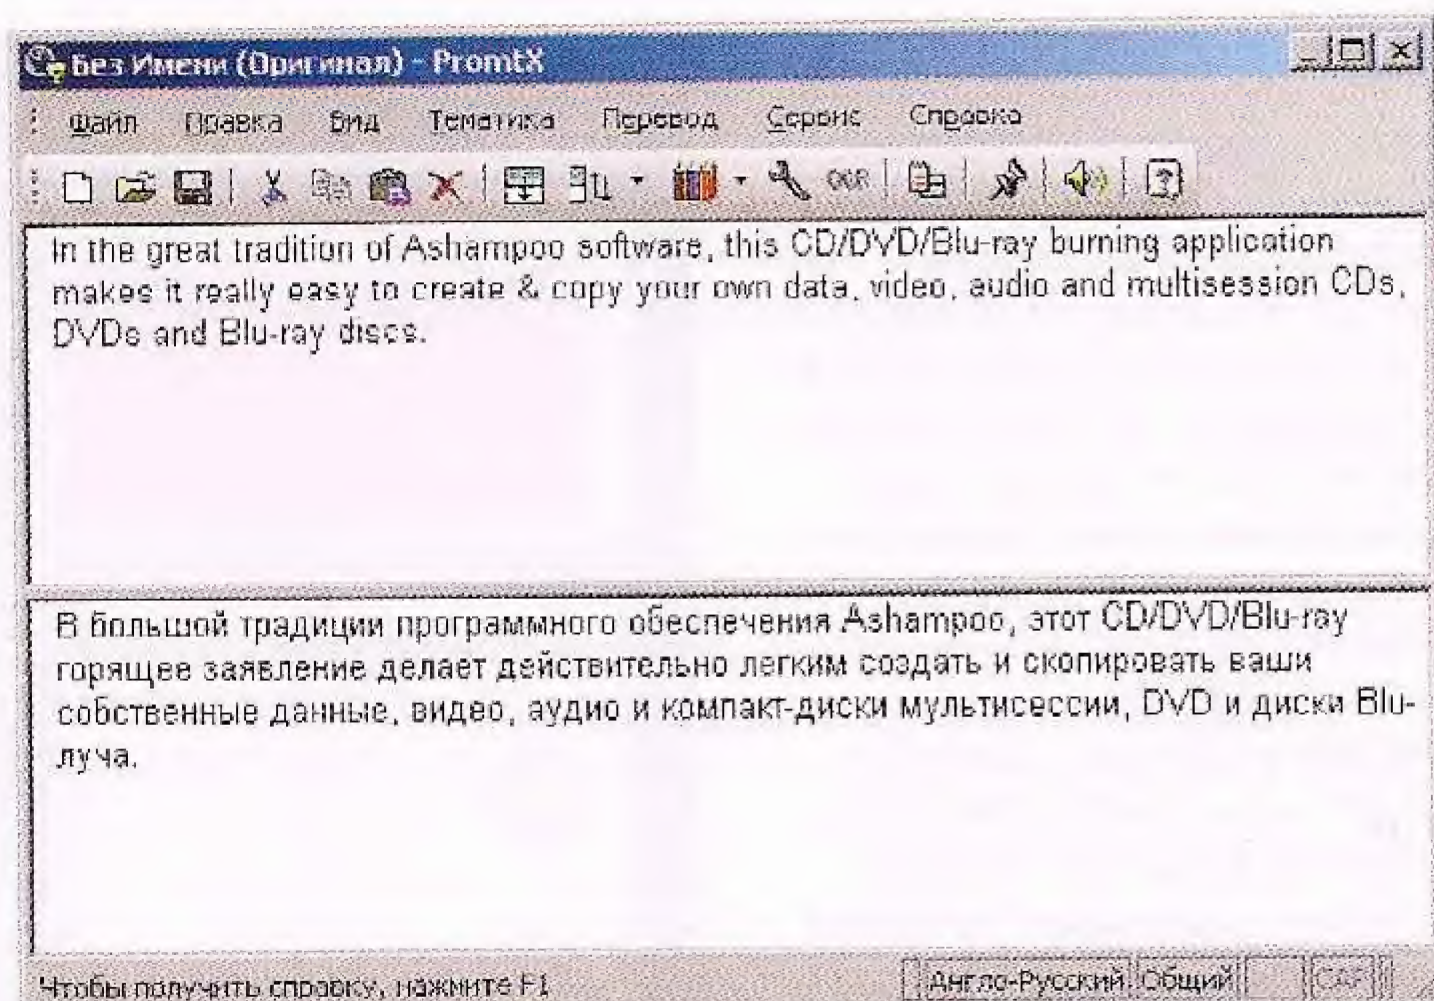 Без Имени (Оригинал) - PromtX
Файл Правка Вид Тематика Перевод Сервис Справка
OCR
In the great tradition of Ashampoo software, this CD/DVD/Blu-ray burning application
makes it really easy to create & copy your own data, video, audio and multisession CDs,
DVDs and Blu-ray discs.
В большой традиции программного обеспечения Ashampoo, этот CD/DVD/Blu-ray
горящее заявление делает действительно легким создать и скопировать ваши
собственные данные, видео, аудио и компакт-диски мультисессии, DVD и диски Blu-
луча.
Чтобы получить справку, нажмите F1 Англо-Русский Общий